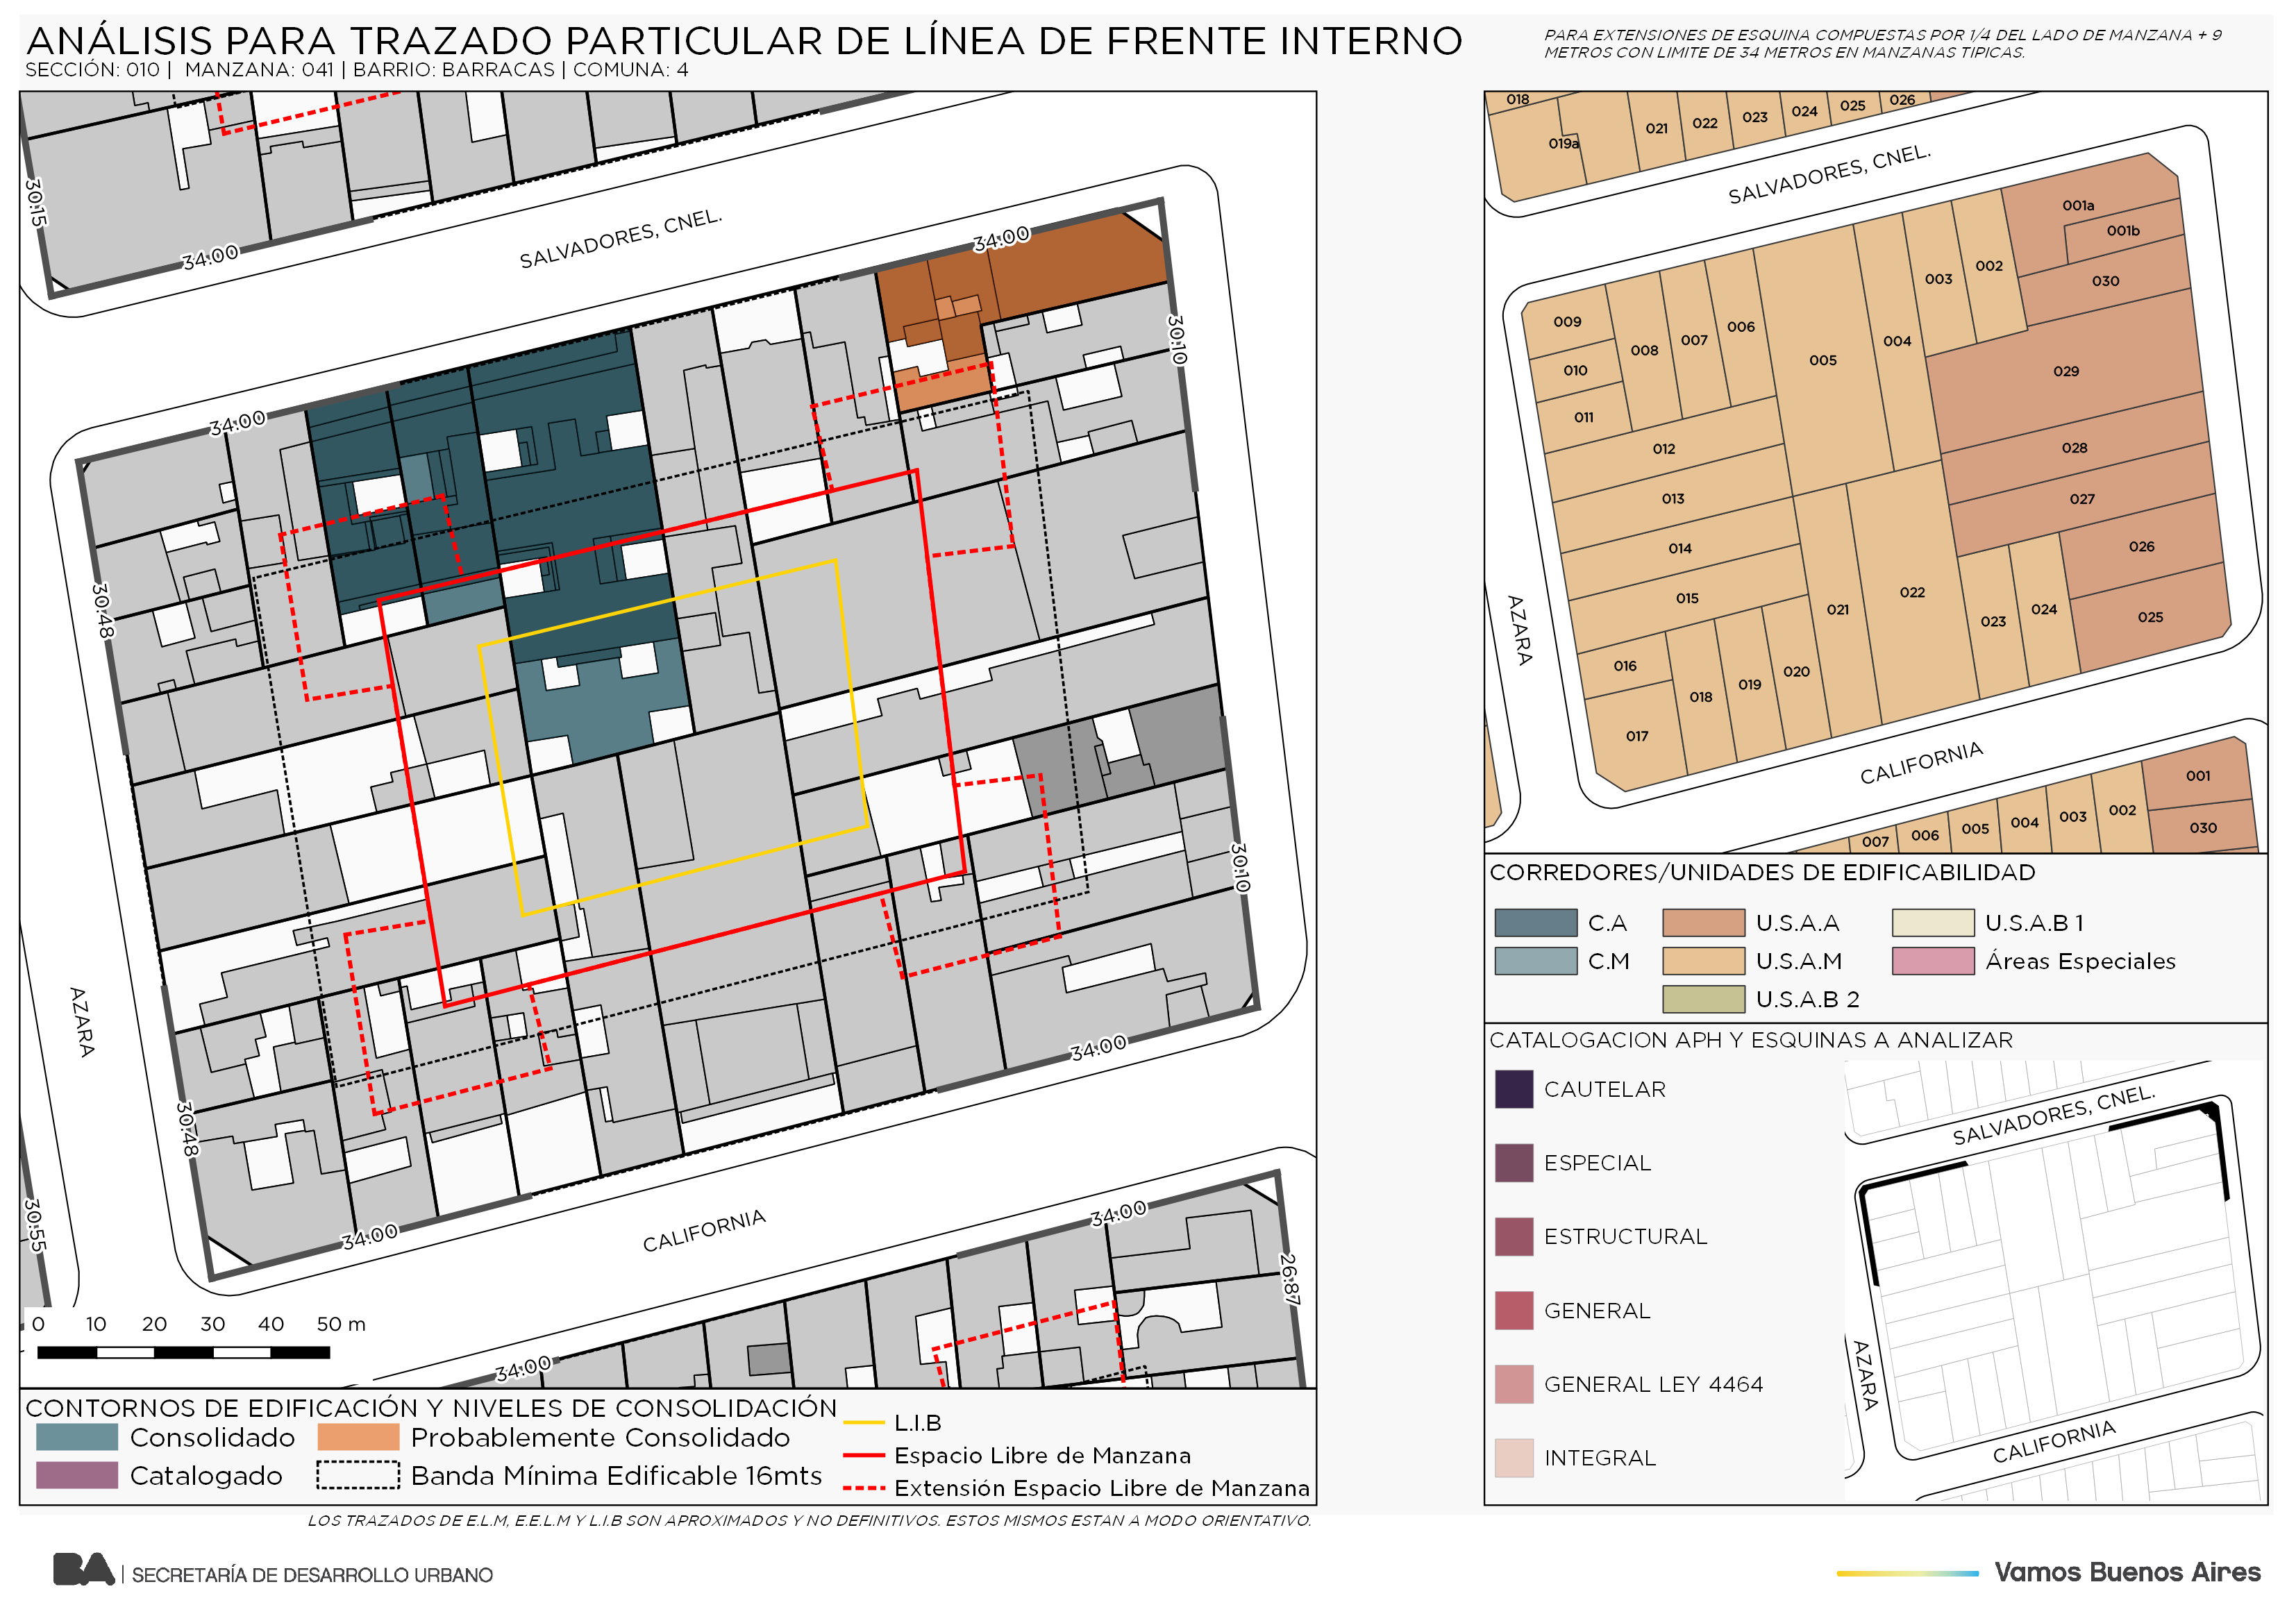 ANÁLISIS PARA TRAZADO PARTICULAR DE LÍNEA DE FRENTE INTERNO
SECCIÓN: 010 | MANZANA: 041 | BARRIO: BARRACAS | COMUNA: 4
PARA EXTENSIONES DE ESQUINA COMPUESTAS POR 1/4 DEL LADO DE MANZANA + 9
METROS CON LIMITE DE 34 METROS EN MANZANAS TIPICAS.
30.15
34.00
SALVADORES, CNEL.
34.00
30.10
34.00
30.48
30.10
AZARA
30.48
34.00
34.00
CALIFORNIA
34.00
26.87
30.55
34.00
0 10 20 30 40 50 m
CONTORNOS DE EDIFICACIÓN Y NIVELES DE CONSOLIDACIÓN
Consolidado
Probablemente Consolidado
Catalogado
Banda Mínima Edificable 16mts
L.I.B
Espacio Libre de Manzana
Extensión Espacio Libre de Manzana
LOS TRAZADOS DE E.L.M, E.E.L.M Y L.I.B SON APROXIMADOS Y NO DEFINITIVOS. ESTOS MISMOS ESTAN A MODO ORIENTATIVO.
018
019a
021
022
023
024
025
026
SALVADORES, CNEL.
001a
001b
030
002
003
004
005
006
007
008
009
010
011
012
013
014
015
016
017
018
019
020
021
022
023
024
025
026
027
028
029
AZARA
CALIFORNIA
007
006
005
004
003
002
001
030
CORREDORES/UNIDADES DE EDIFICABILIDAD
C.A
U.S.A.A
U.S.A.B 1
C.M
U.S.A.M
Áreas Especiales
U.S.A.B 2
CATALOGACION APH Y ESQUINAS A ANALIZAR
CAUTELAR
ESPECIAL
ESTRUCTURAL
GENERAL
GENERAL LEY 4464
INTEGRAL
SALVADORES, CNEL.
AZARA
CALIFORNIA
BA | SECRETARÍA DE DESARROLLO URBANO
Vamos Buenos Aires